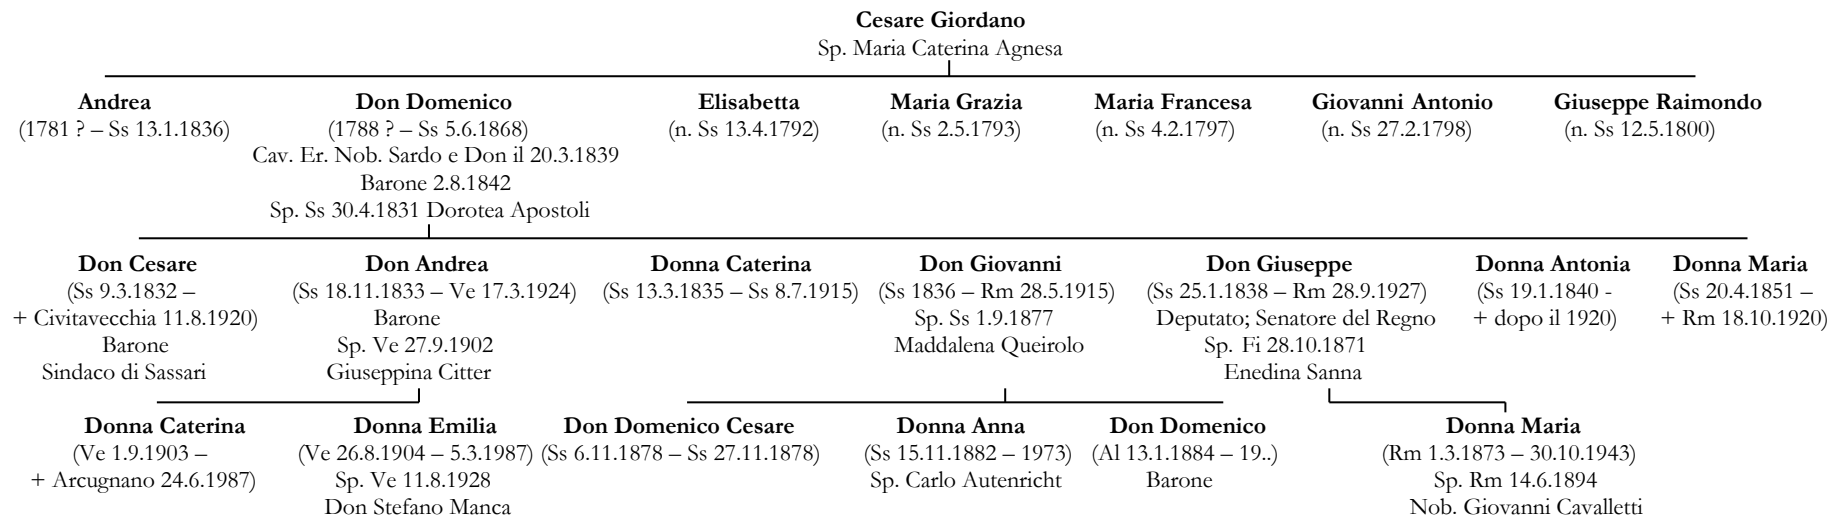 Cesare Giordano
Sp. Maria Caterina Agnesa
Andrea
(1781 ? – Ss 13.1.1836)
Don Domenico
(1788 ? – Ss 5.6.1868)
Cav. Er. Nob. Sardo e Don il 20.3.1839
Barone 2.8.1842
Sp. Ss 30.4.1831 Dorotea Apostoli
Elisabetta
(n. Ss 13.4.1792)
Maria Grazia
(n. Ss 2.5.1793)
Maria Francesa
(n. Ss 4.2.1797)
Giovanni Antonio
(n. Ss 27.2.1798)
Giuseppe Raimondo
(n. Ss 12.5.1800)
Don Cesare
(Ss 9.3.1832 –
+ Civitavecchia 11.8.1920)
Barone
Sindaco di Sassari
Don Andrea
(Ss 18.11.1833 – Ve 17.3.1924)
Barone
Sp. Ve 27.9.1902
Giuseppina Citter
Donna Caterina
(Ss 13.3.1835 – Ss 8.7.1915)
Don Giovanni
(Ss 1836 – Rm 28.5.1915)
Sp. Ss 1.9.1877
Maddalena Queirolo
Don Giuseppe
(Ss 25.1.1838 – Rm 28.9.1927)
Deputato; Senatore del Regno
Sp. Fi 28.10.1871
Enedina Sanna
Donna Antonia
(Ss 19.1.1840 -
+ dopo il 1920)
Donna Maria
(Ss 20.4.1851 –
+ Rm 18.10.1920)
Donna Caterina
(Ve 1.9.1903 –
+ Arcugnano 24.6.1987)
Donna Emilia
(Ve 26.8.1904 – 5.3.1987)
Sp. Ve 11.8.1928
Don Stefano Manca
Don Domenico Cesare
(Ss 6.11.1878 – Ss 27.11.1878)
Donna Anna
(Ss 15.11.1882 – 1973)
Sp. Carlo Autenricht
Don Domenico
(Al 13.1.1884 – 19..)
Barone
Donna Maria
(Rm 1.3.1873 – 30.10.1943)
Sp. Rm 14.6.1894
Nob. Giovanni Cavalletti